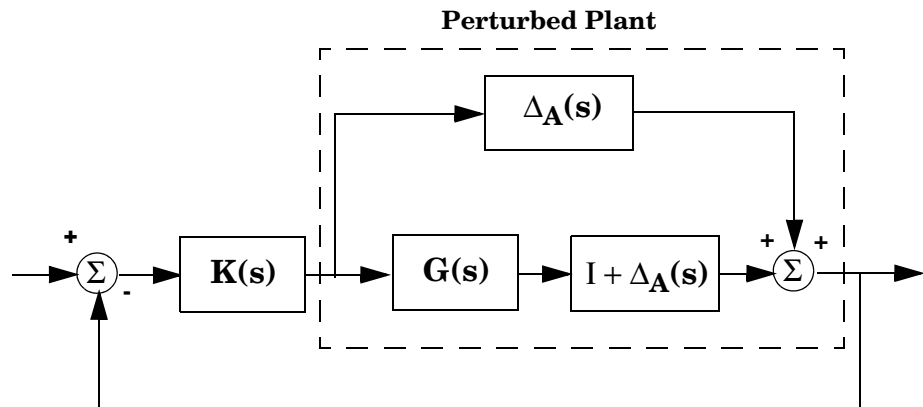 Perturbed Plant
Δ_A(s)
+
+
+
Σ
-
K(s)
G(s)
I + Δ_A(s)
Σ